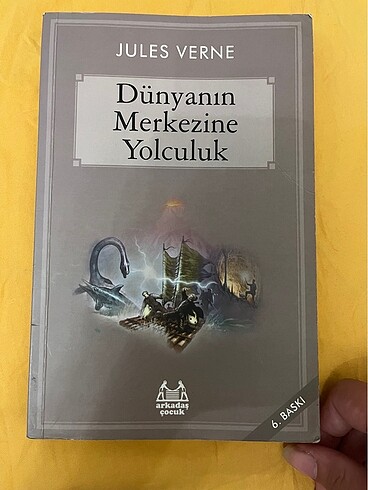 JULES VERNE
Dünyanın
Merkezine
Yolculuk
arkadaş
çocuk
6. BASKI